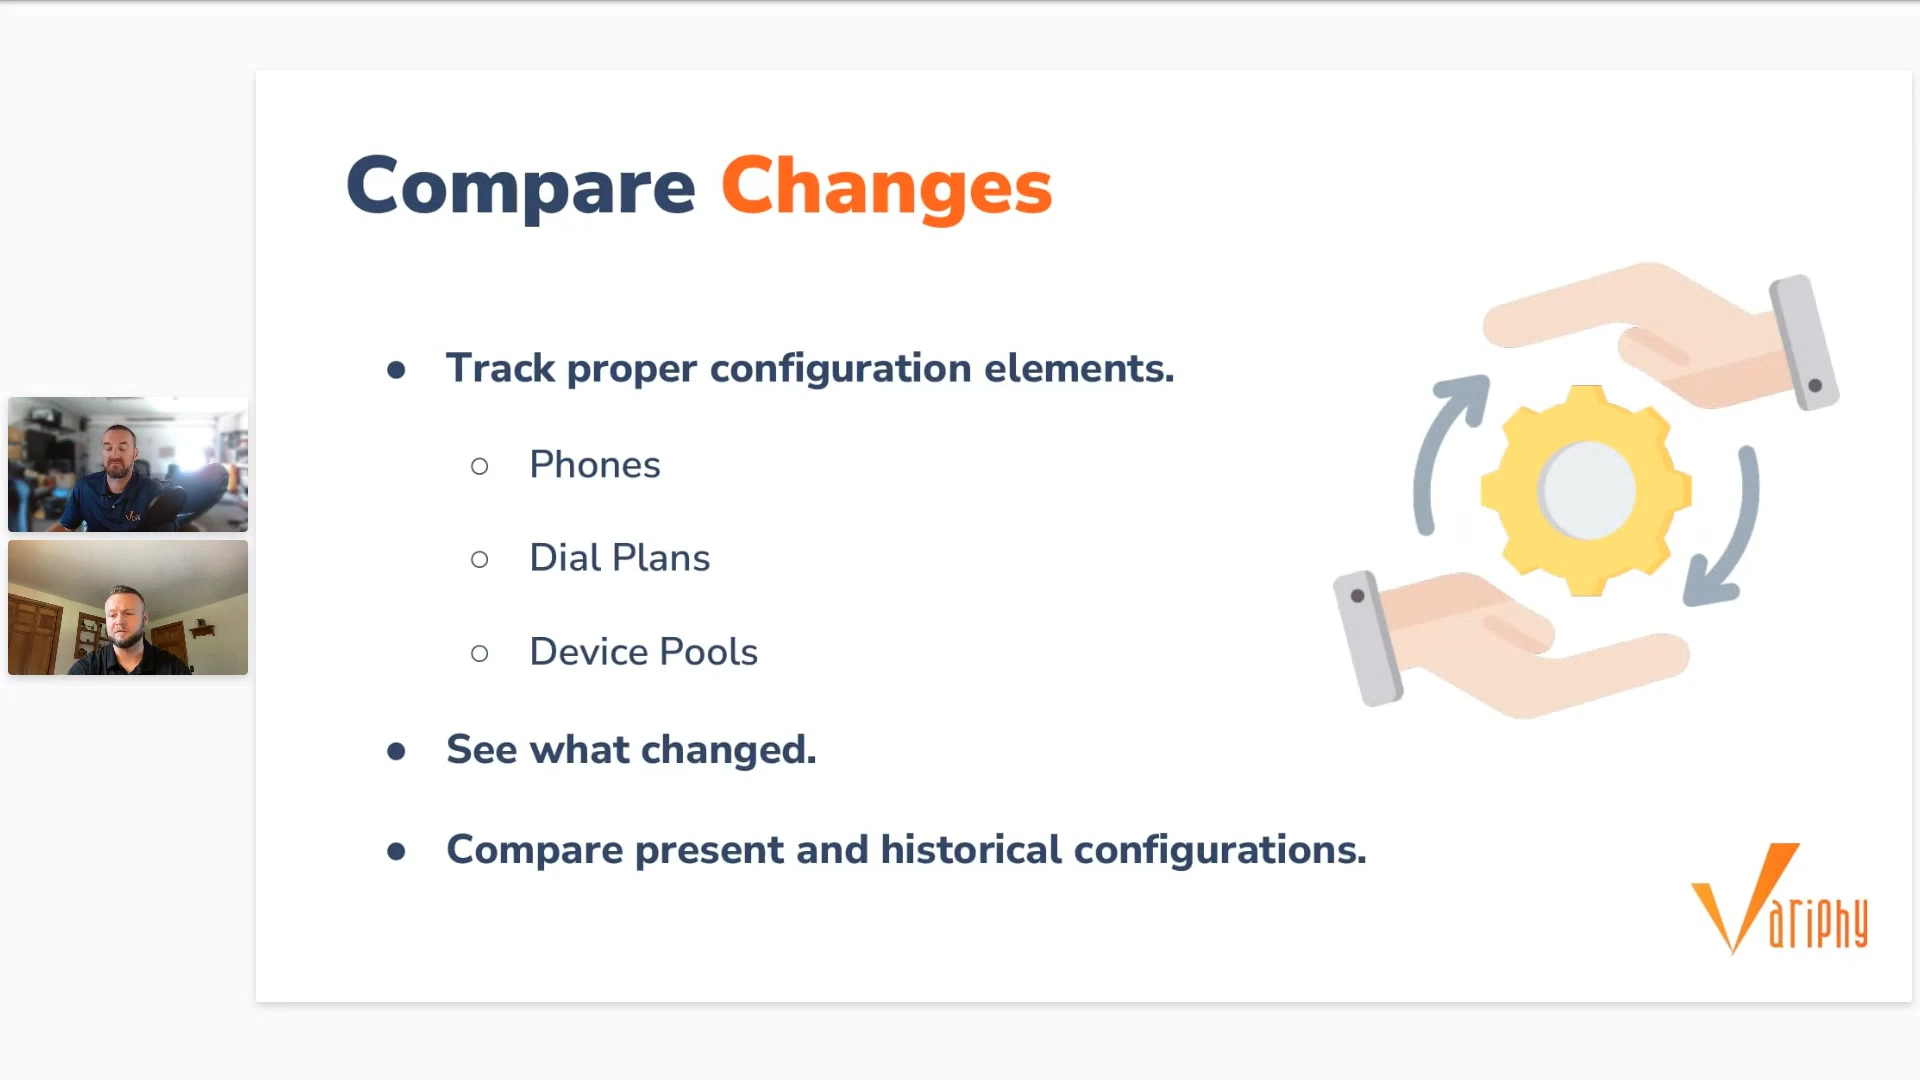 Compare Changes
● Track proper configuration elements.
○ Phones
○ Dial Plans
○ Device Pools
● See what changed.
● Compare present and historical configurations.
Variphy